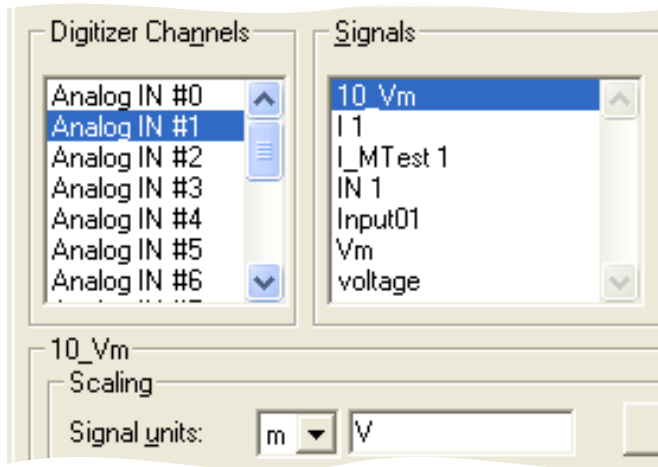 Digitizer Channels
Analog IN #0
Analog IN #1
Analog IN #2
Analog IN #3
Analog IN #4
Analog IN #5
Analog IN #6
Signals
10_Vm
I 1
I_MTest 1
IN 1
Input01
Vm
voltage
10_Vm
Scaling
Signal units:
m
V